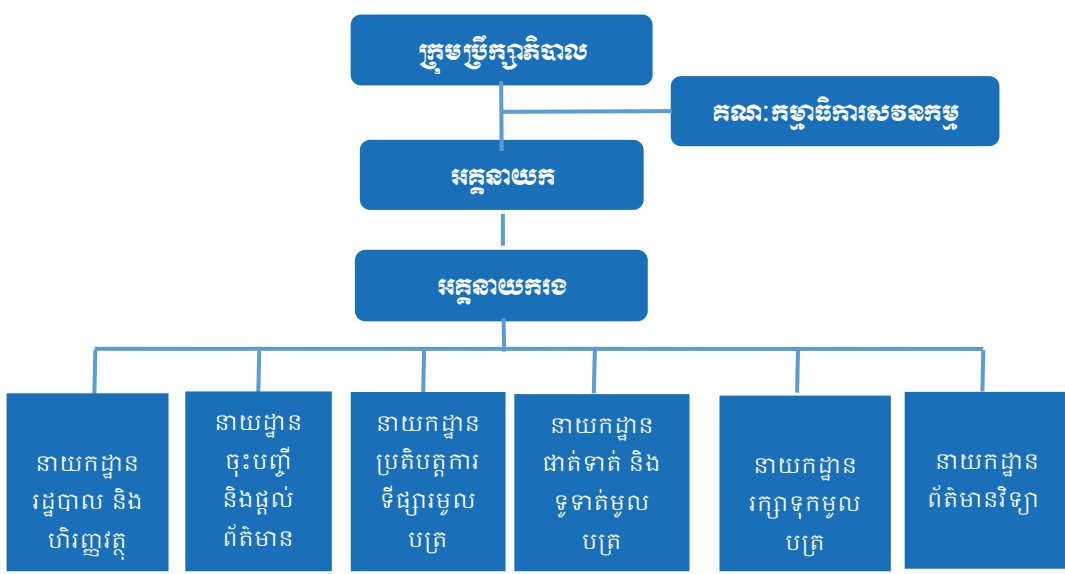 ក្រុមប្រឹក្សាភិបាល
គណៈកម្មាធិការសវនកម្ម
អគ្គនាយក
អគ្គនាយករង
នាយកដ្ឋាន
រដ្ឋបាល និង
ហិរញ្ញវត្ថុ
នាយដ្ឋាន
ចុះបញ្ចី
និងផ្តល់
ព័ត៌មាន
នាយកដ្ឋាន
ប្រតិបត្តការ
ទីផ្សារមូល
បត្រ
នាយកដ្ឋាន
ផាត់ទាត់ និង
ទូទាត់មូល
បត្រ
នាយកដ្ឋាន
រក្សាទុកមូល
បត្រ
នាយកដ្ឋាន
ព័ត៌មានវិទ្យា